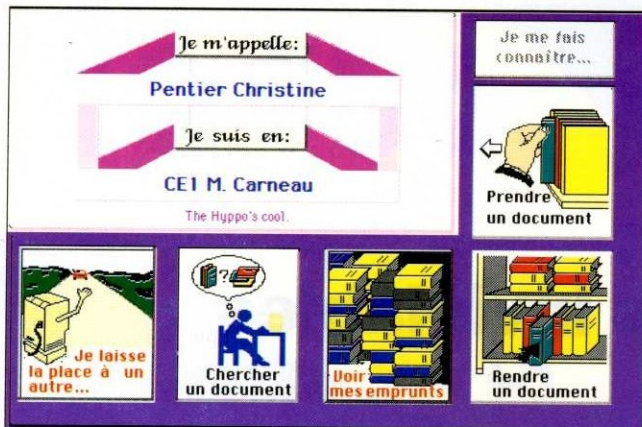 Je m'appelle:
Pentier Christine
Je suis en:
CE1 M. Carneau
The Hyppo's cool.
Je me fais
connaître...
Prendre
un document
Je laisse
la place à un
autre...
?
Chercher
un document
Voir
mes emprunts
Rendre
un document